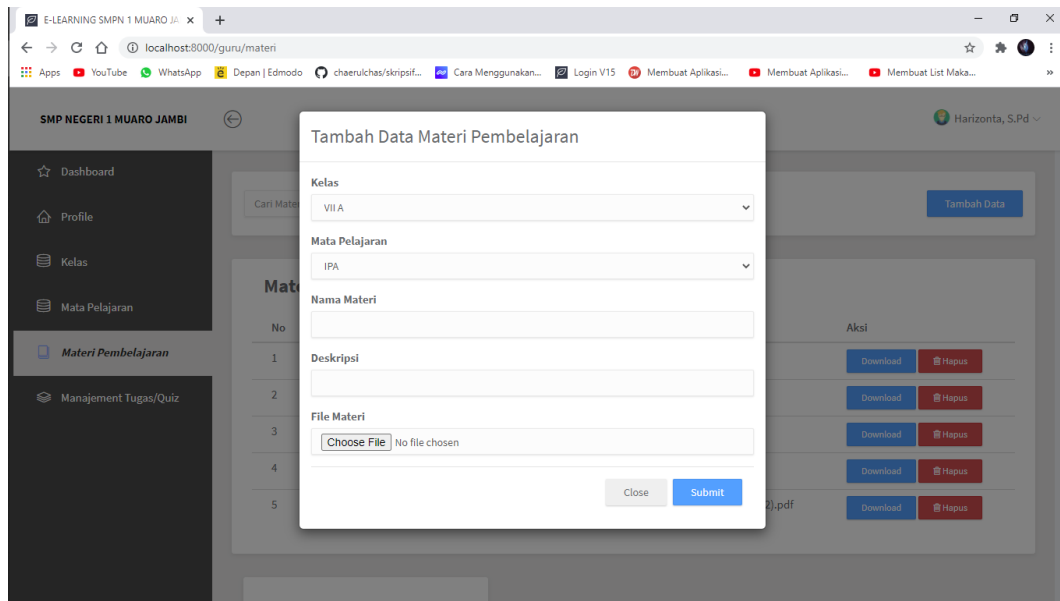 E-LEARNING SMPN 1 MUARO JA
localhost:8000/guru/materi
Apps YouTube WhatsApp Depan | Edmodo chaerulchas/skripsif... Cara Menggunakan... Login V15 Membuat Aplikasi... Membuat Aplikasi... Membuat List Maka... »
SMP NEGERI 1 MUARO JAMBI
Harizonta, S.Pd
Dashboard
Profile
Kelas
Mata Pelajaran
Materi Pembelajaran
Manajement Tugas/Quiz
Cari Mate
Tambah Data
Mate
No Aksi
1 Download Hapus
2 Download Hapus
3 Download Hapus
4 Download Hapus
5 2).pdf Download Hapus
Tambah Data Materi Pembelajaran
Kelas
VII A
Mata Pelajaran
IPA
Nama Materi
Deskripsi
File Materi
Choose File No file chosen
Close Submit